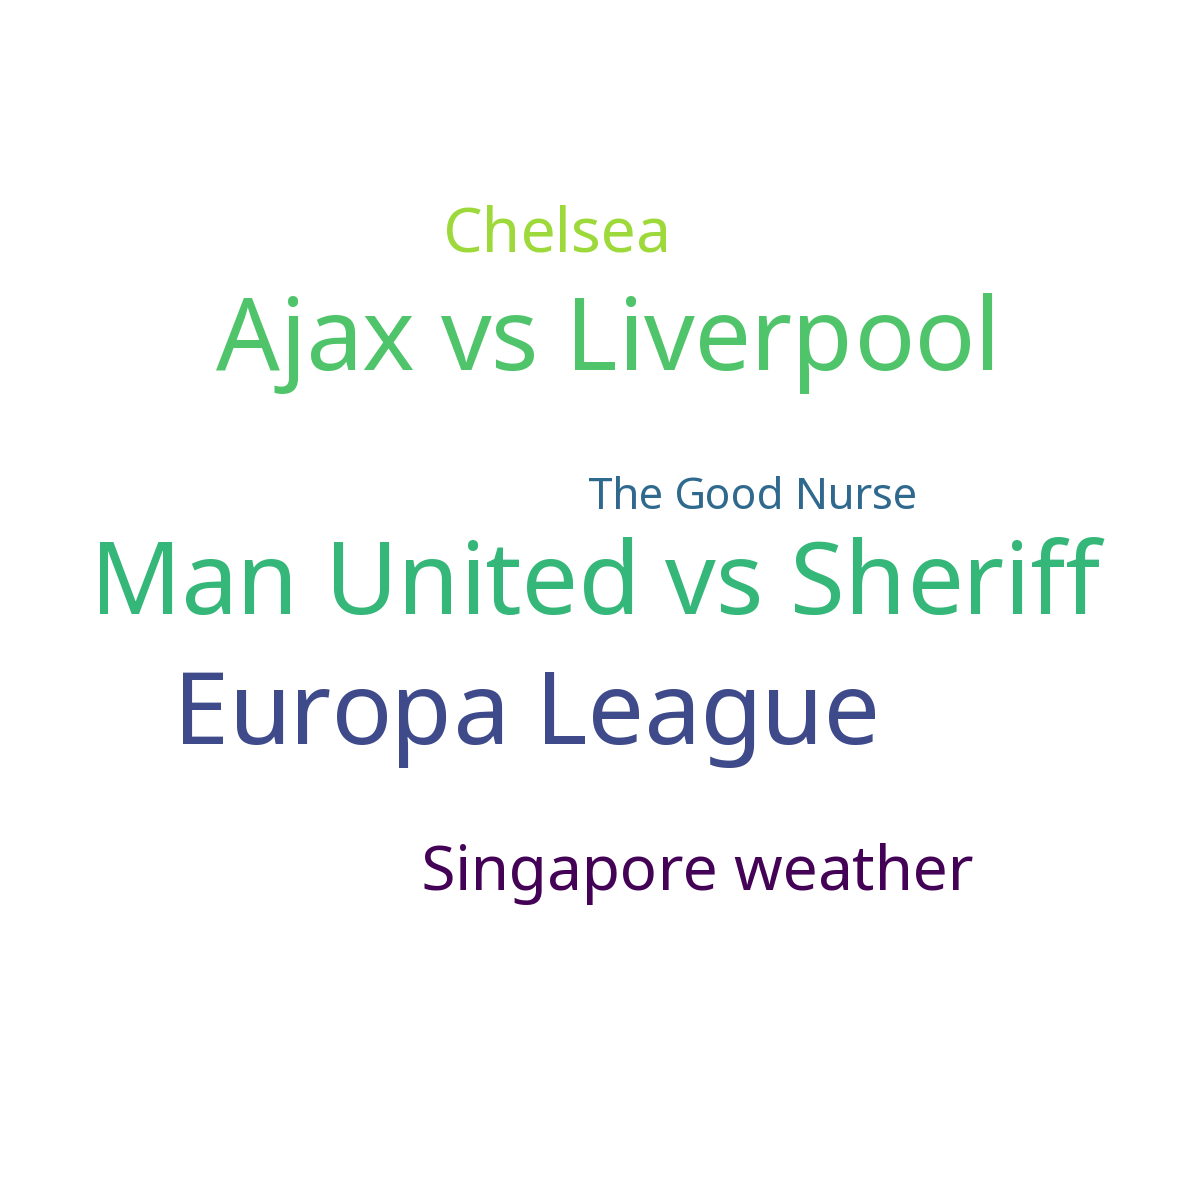 Chelsea
Ajax vs Liverpool
The Good Nurse
Man United vs Sheriff
Europa League
Singapore weather